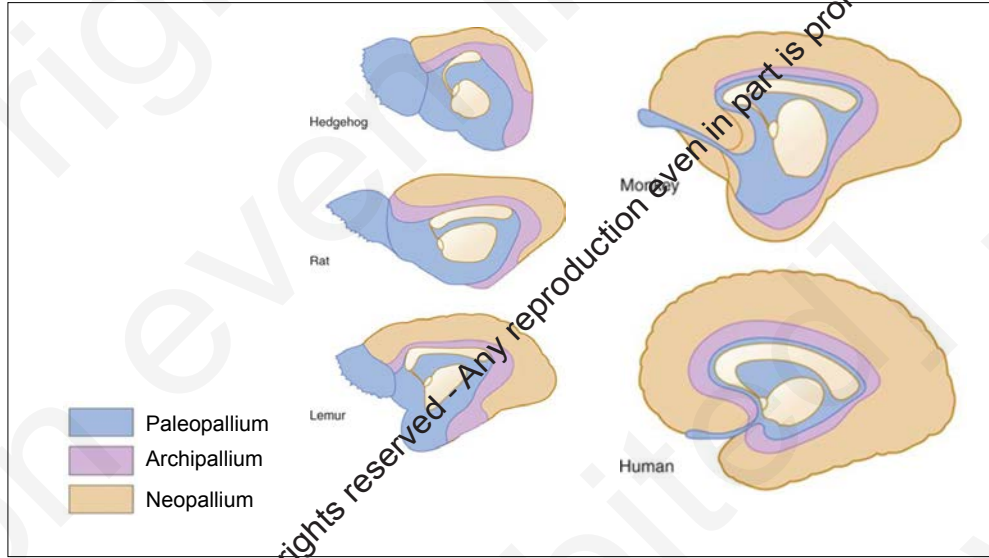 Hedgehog
Rat
Lemur
Monkey
Human
Paleopallium
Archipallium
Neopallium
rights reserved - Any reproduction even in part is pro